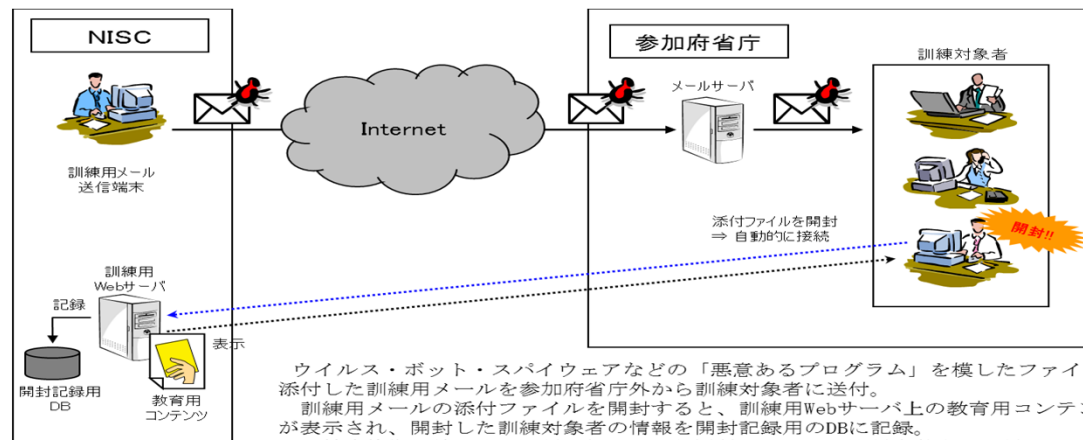 NISC
訓練用メール
送信端末
Internet
参加府省庁
メールサーバ
訓練対象者
添付ファイルを開封
⇒ 自動的に接続
開封!!
訓練用
Webサーバ
記録
表示
開封記録用
DB
教育用
コンテンツ
ウイルス・ボット・スパイウェアなどの「悪意あるプログラム」を模したファイ
添付した訓練用メールを参加府省庁外から訓練対象者に送付。
訓練用メールの添付ファイルを開封すると、訓練用Webサーバ上の教育用コンテ
が表示され、開封した訓練対象者の情報を開封記録用のDBに記録。